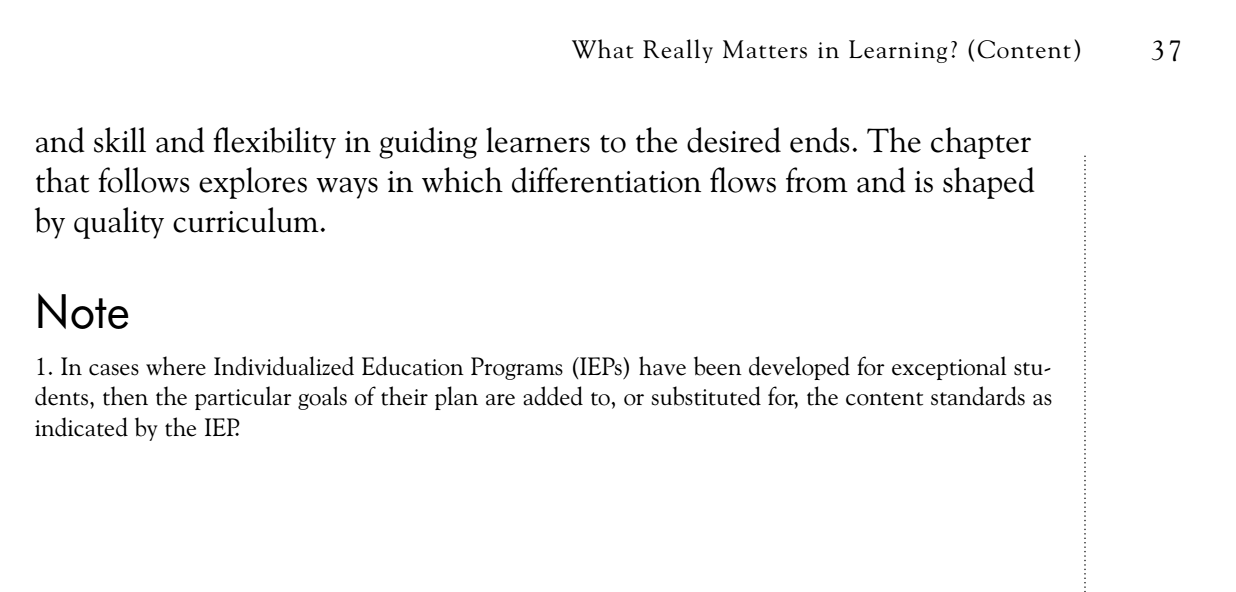 What Really Matters in Learning? (Content) 37
and skill and flexibility in guiding learners to the desired ends. The chapter
that follows explores ways in which differentiation flows from and is shaped
by quality curriculum.
Note
1. In cases where Individualized Education Programs (IEPs) have been developed for exceptional stu-
dents, then the particular goals of their plan are added to, or substituted for, the content standards as
indicated by the IEP.